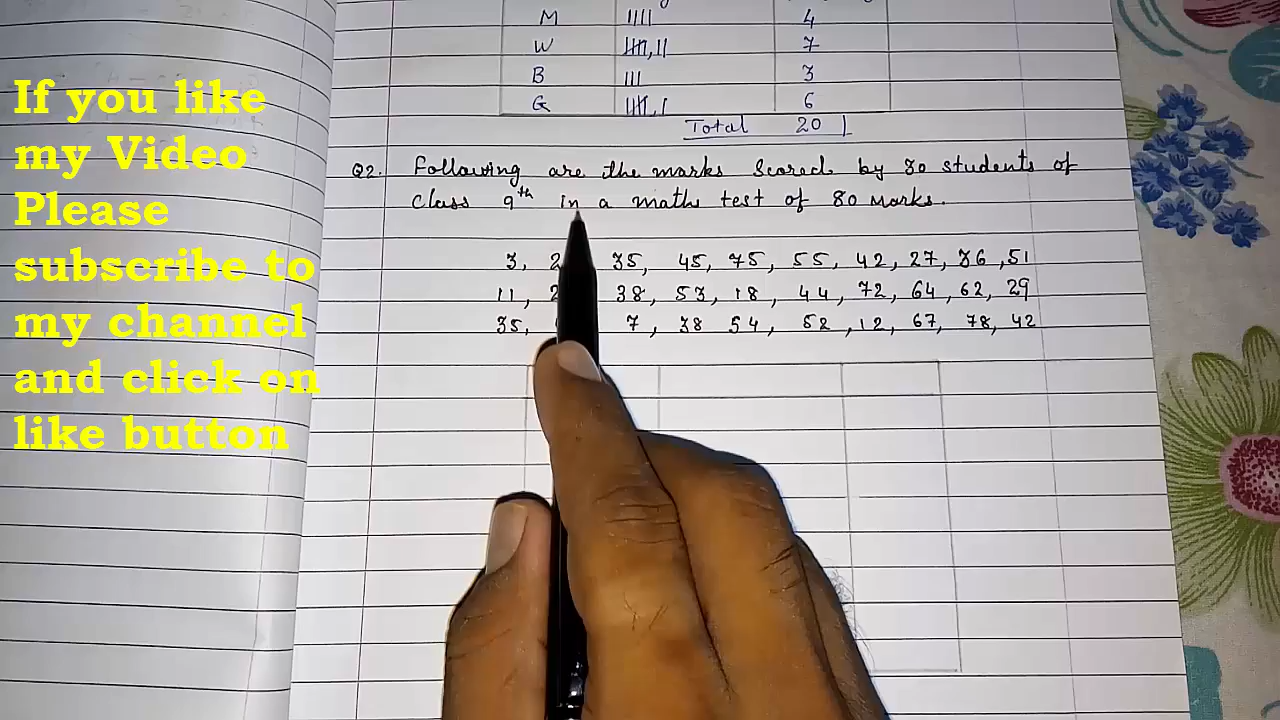 M 4
W 7
B 3
G 6
Total 20
Q2. Following are the marks Scored by 30 students of
Class 9th in a maths test of 80 marks.
3, 2 35, 45, 75, 55, 42, 27, 36, 51
11, 2 38, 53, 18, 44, 72, 64, 62, 29
35, 7, 38 54, 52, 12, 67, 78, 42
If you like
my Video
Please
subscribe to
my channel
and click on
like button